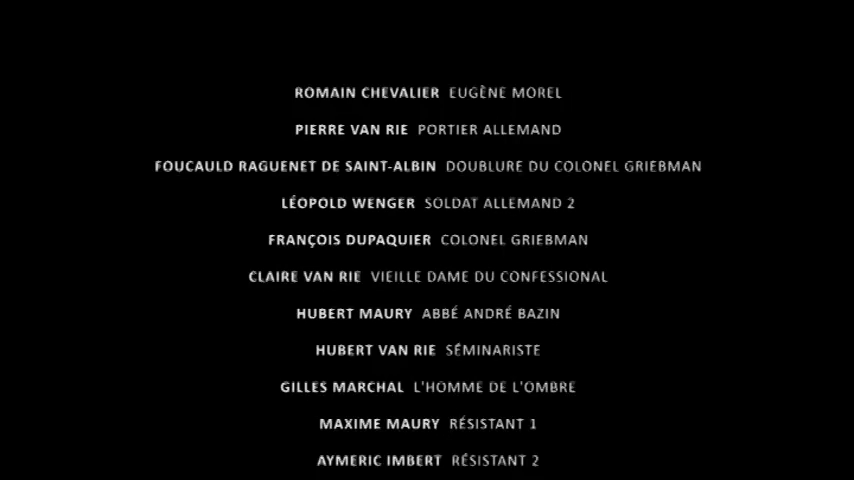 ROMAIN CHEVALIER EUGÈNE MOREL
PIERRE VAN RIE PORTIER ALLEMAND
FOUCAULD RAGUENET DE SAINT-ALBIN DOUBLURE DU COLONEL GRIEBMAN
LÉOPOLD WENGER SOLDAT ALLEMAND 2
FRANÇOIS DUPAQUIER COLONEL GRIEBMAN
CLAIRE VAN RIE VIEILLE DAME DU CONFESSIONAL
HUBERT MAURY ABBÉ ANDRÉ BAZIN
HUBERT VAN RIE SÉMINARISTE
GILLES MARCHAL L'HOMME DE L'OMBRE
MAXIME MAURY RÉSISTANT 1
AYMERIC IMBERT RÉSISTANT 2